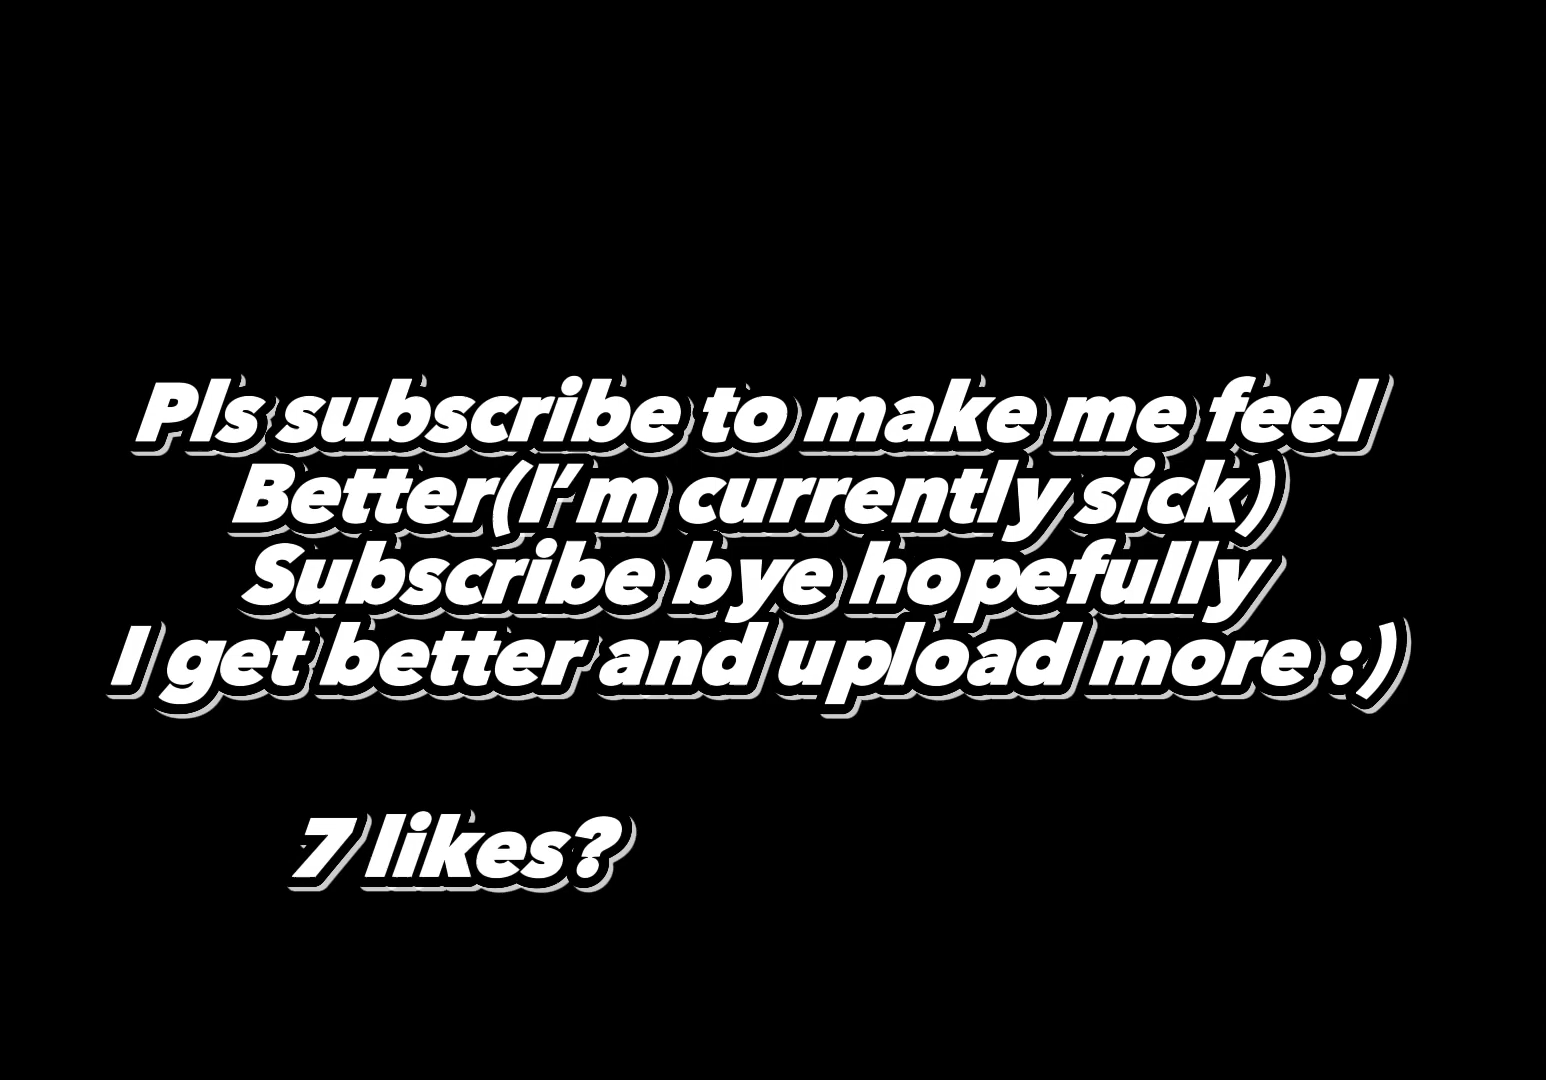 Pls subscribe to make me feel
Better(I’m currently sick)
Subscribe bye hopefully
I get better and upload more :)
7 likes?